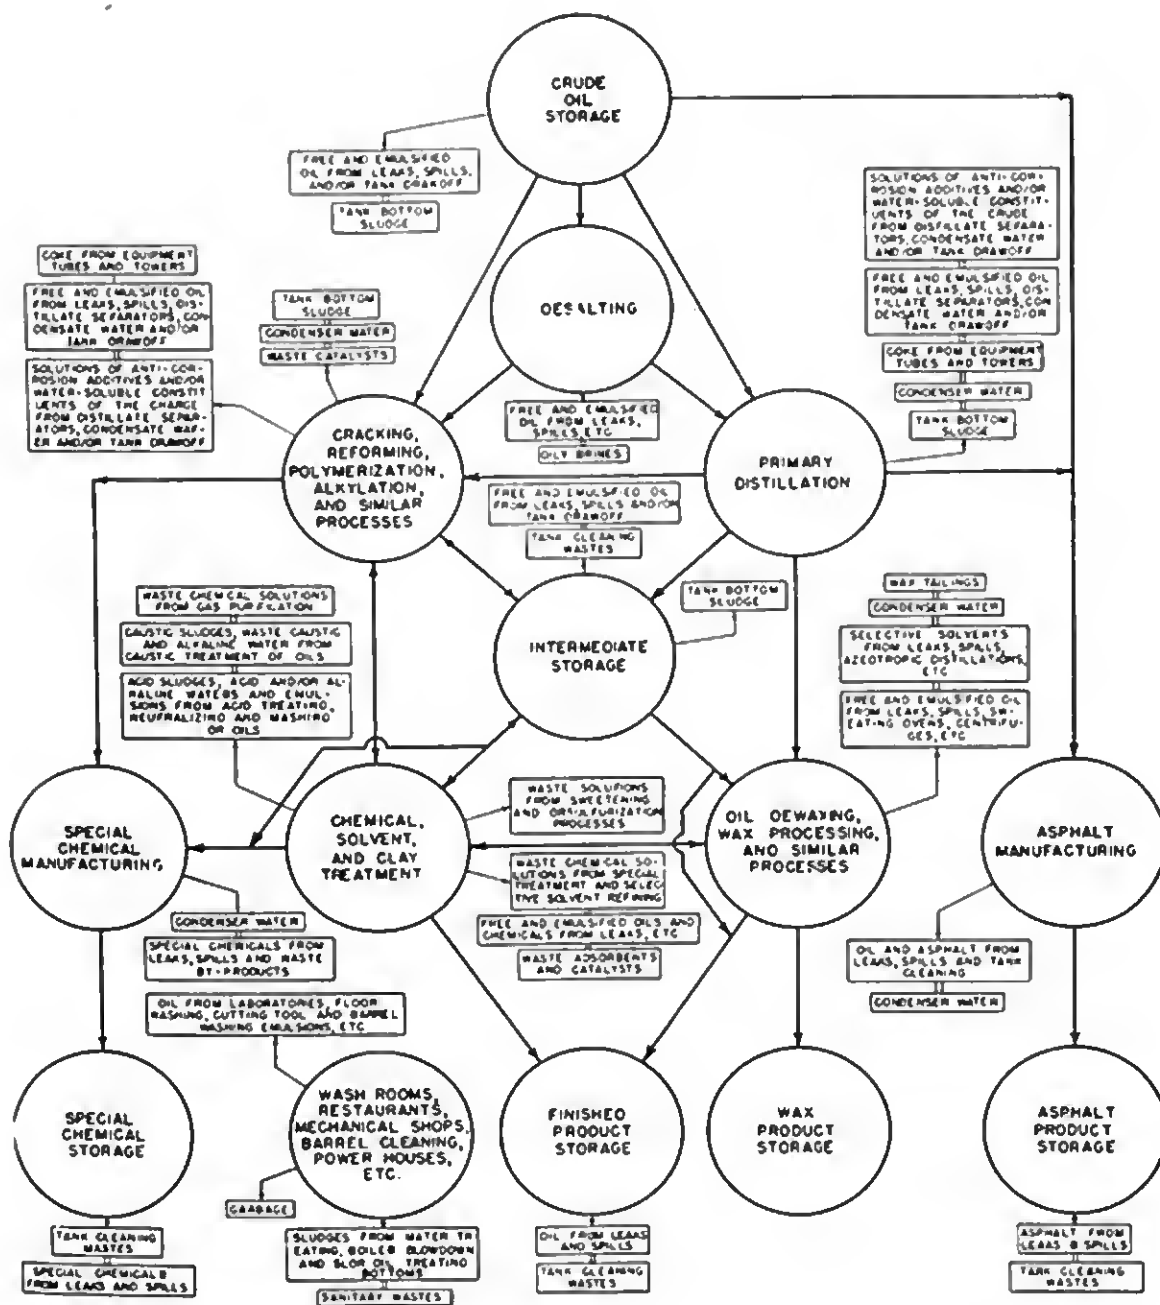 CRUDE
OIL
STORAGE
FREE AND EMULSIFIED
OIL FROM LEAKS, SPILLS,
AND/OR TANK DRAWOFF
TANK BOTTOM
SLUDGE
SOLUTIONS OF ANTI-COR-
ROSION ADDITIVES AND/OR
WATER-SOLUBLE CONSTIT-
UENTS OF THE CRUDE
FROM DISTILLATE SEPARA-
TORS, CONDENSATE WATER
AND/OR TANK DRAWOFF
FREE AND EMULSIFIED OIL
FROM LEAKS, SPILLS, DIS-
TILLATE SEPARATORS, CON
DENSATE WATER AND/OR
TANK DRAWOFF
COKE FROM EQUIPMENT
TUBES AND TOWERS
CONDENSER WATER
TANK BOTTOM
SLUDGE
COKE FROM EQUIPMENT
TUBES AND TOWERS
FREE AND EMULSIFIED OIL
FROM LEAKS, SPILLS, DIS-
TILLATE SEPARATORS, CON
DENSATE WATER AND/OR
TANK DRAWOFF
SOLUTIONS OF ANTI-COR-
ROSION ADDITIVES AND/OR
WATER-SOLUBLE CONSTIT-
UENTS OF THE CHARGE
FROM DISTILLATE SEPAR-
ATORS, CONDENSATE WAT-
ER AND/OR TANK DRAWOFF
TANK BOTTOM
SLUDGE
CONDENSER WATER
WASTE CATALYSTS
DESALTING
FREE AND EMULSIFIED
OIL FROM LEAKS,
SPILLS, ETC
OILY BRINES
CRACKING,
REFORMING,
POLYMERIZATION,
ALKYLATION,
AND SIMILAR
PROCESSES
PRIMARY
DISTILLATION
FREE AND EMULSIFIED OIL
FROM LEAKS, SPILLS AND/OR
TANK DRAWOFF
TANK CLEANING
WASTES
TANK BOTTOM
SLUDGE
INTERMEDIATE
STORAGE
WASTE CHEMICAL SOLUTIONS
FROM GAS PURIFICATION
CAUSTIC SLUDGES, WASTE CAUSTIC
AND ALKALINE WATER FROM
CAUSTIC TREATMENT OF OILS
ACID SLUDGES, ACID AND/OR AL-
KALINE WATERS AND EMUL-
SIONS FROM ACID TREATING,
NEUTRALIZING AND WASHING
OR OILS
WAX TAILINGS
CONDENSER WATER
SELECTIVE SOLVENTS
FROM LEAKS, SPILLS,
AZEOTROPIC DISTILLATIONS,
ETC
FREE AND EMULSIFIED OIL
FROM LEAKS, SPILLS, SW-
EATING OVENS, CENTRIFU-
GES, ETC
SPECIAL
CHEMICAL
MANUFACTURING
CHEMICAL,
SOLVENT,
AND CLAY
TREATMENT
WASTE SOLUTIONS
FROM SWEETENING
AND DESULFURIZATION
PROCESSES
WASTE CHEMICAL SO-
LUTIONS FROM SPECIAL
TREATMENT AND SELEC
TIVE SOLVENT REFINING
FREE AND EMULSIFIED OILS AND
CHEMICALS FROM LEAKS, ETC
WASTE ADSORBENTS
AND CATALYSTS
OIL DEWAXING,
WAX PROCESSING,
AND SIMILAR
PROCESSES
ASPHALT
MANUFACTURING
CONDENSER WATER
SPECIAL CHEMICALS FROM
LEAKS, SPILLS AND WASTE
BY-PRODUCTS
OIL AND ASPHALT FROM
LEAKS, SPILLS AND TANK
CLEANING
CONDENSER WATER
OIL FROM LABORATORIES, FLOOR
WASHING, CUTTING TOOL AND BARREL
WASHING EMULSIONS, ETC
SPECIAL
CHEMICAL
STORAGE
WASH ROOMS,
RESTAURANTS,
MECHANICAL SHOPS,
BARREL CLEANING,
POWER HOUSES,
ETC.
FINISHED
PRODUCT
STORAGE
WAX
PRODUCT
STORAGE
ASPHALT
PRODUCT
STORAGE
GARBAGE
TANK CLEANING
WASTES
SPECIAL CHEMICALS
FROM LEAKS AND SPILLS
SLUDGES FROM WATER TR
EATING, BOILER BLOWDOWN
AND SLOP OIL TREATING
BOTTOMS
SANITARY WASTES
OIL FROM LEAKS
AND SPILLS
TANK CLEANING
WASTES
ASPHALT FROM
LEAKS & SPILLS
TANK CLEANING
WASTES